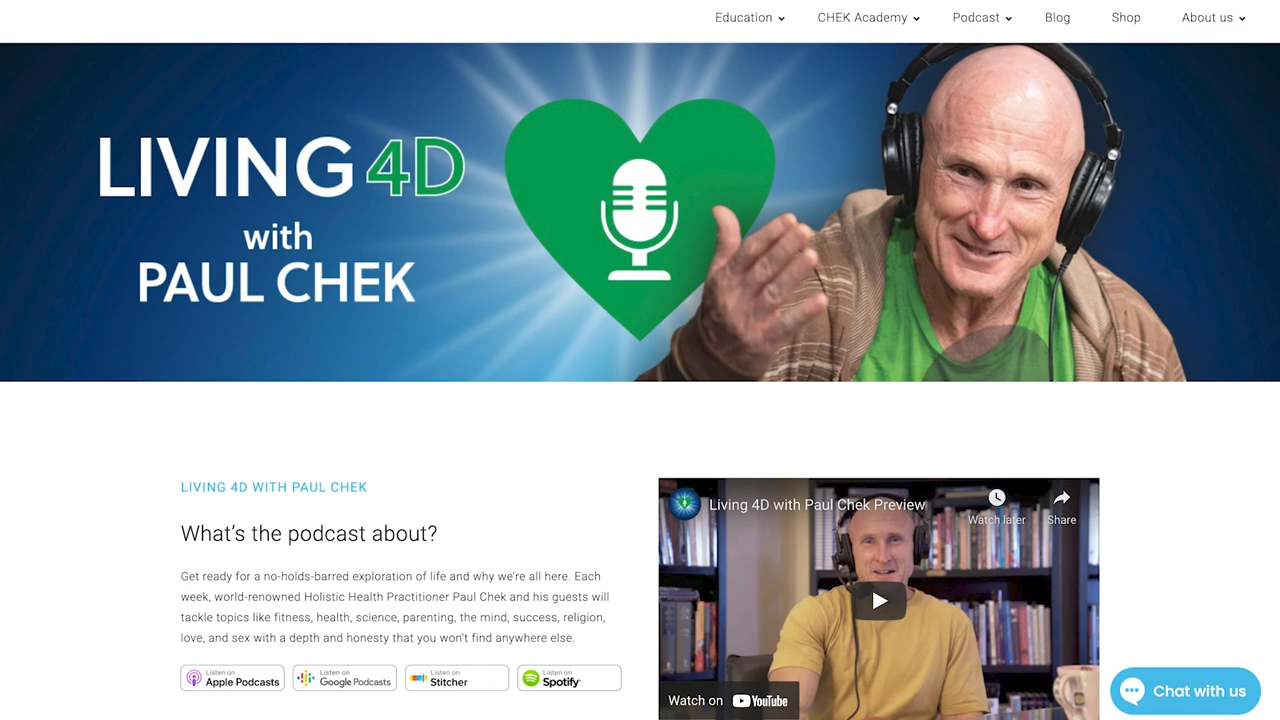 Education
CHEK Academy
Podcast
Blog
Shop
About us
LIVING 4D
with
PAUL CHEK
LIVING 4D WITH PAUL CHEK
What’s the podcast about?
Get ready for a no-holds-barred exploration of life and why we’re all here. Each
week, world-renowned Holistic Health Practitioner Paul Chek and his guests will
tackle topics like fitness, health, science, parenting, the mind, success, religion,
love, and sex with a depth and honesty that you won’t find anywhere else.
Listen on
Apple Podcasts
Listen on
Google Podcasts
Listen on
Stitcher
Listen on
Spotify
Living 4D with Paul Chek Preview
Watch later
Share
Watch on YouTube
Chat with us